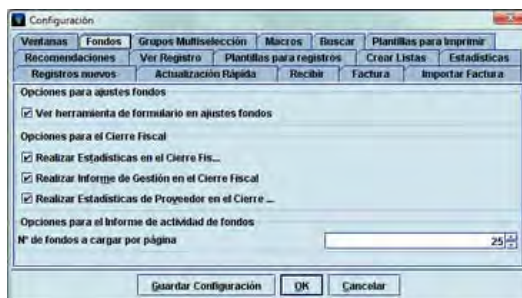 Configuración
Ventanas Fondos Grupos Multiselección Macros Buscar Plantillas para Imprimir
Recomendaciones Ver Registro Plantillas para registros Crear Listas Estadísticas
Registros nuevos Actualización Rápida Recibir Factura Importar Factura
Opciones para ajustes fondos
Ver herramienta de formulario en ajustes fondos
Opciones para el Cierre Fiscal
Realizar Estadísticas en el Cierre Fis...
Realizar Informe de Gestión en el Cierre Fiscal
Realizar Estadísticas de Proveedor en el Cierre ...
Opciones para el Informe de actividad de fondos
Nº de fondos a cargar por página 25
Guardar Configuración OK Cancelar